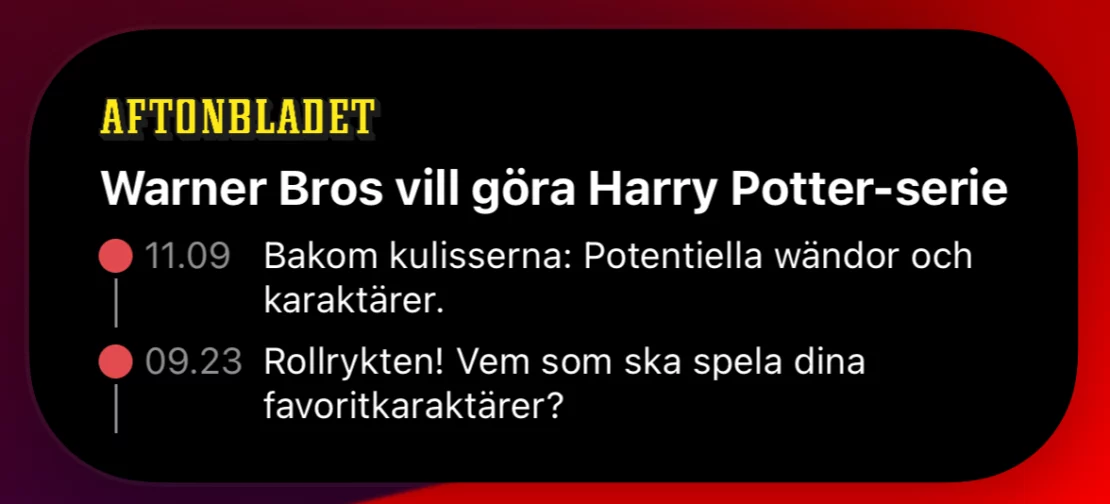 AFTONBLADET
Warner Bros vill göra Harry Potter-serie
11.09 Bakom kulisserna: Potentiella wändor och
karaktärer.
09.23 Rollrykten! Vem som ska spela dina
favoritkaraktärer?